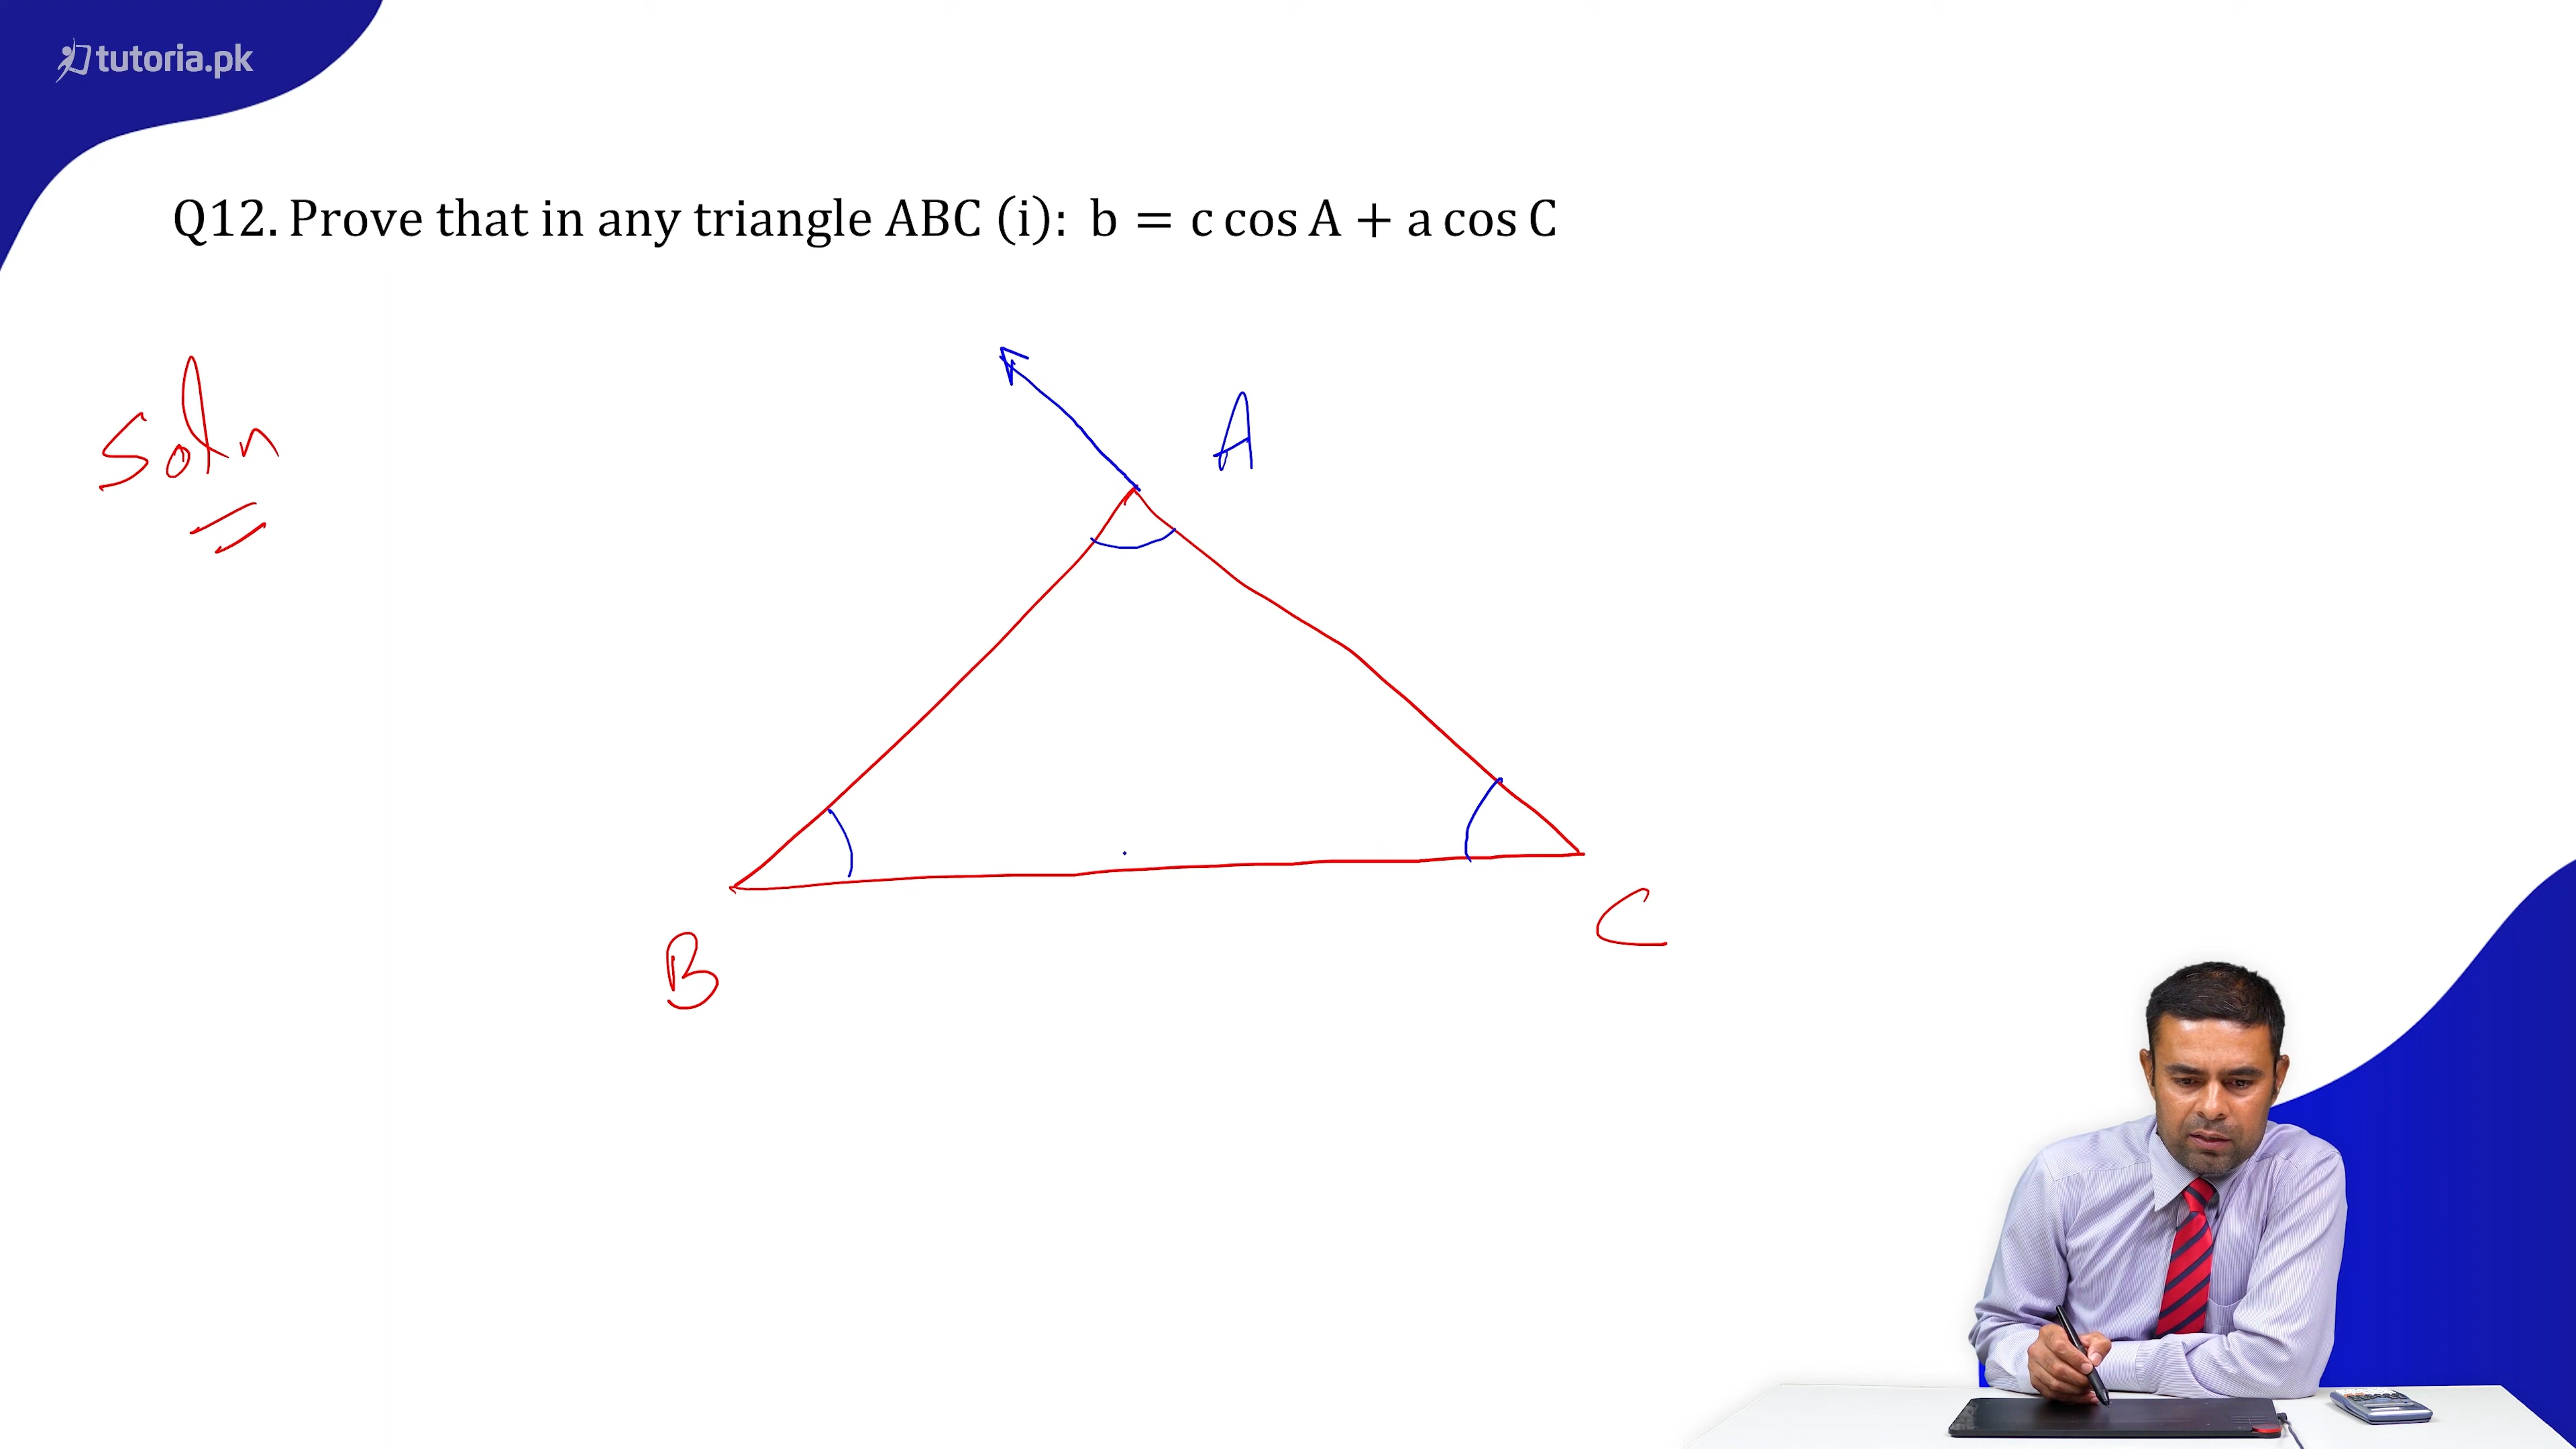 tutoria.pk
Q12. Prove that in any triangle ABC (i): b = c cos A + a cos C
Soln
A
B
C